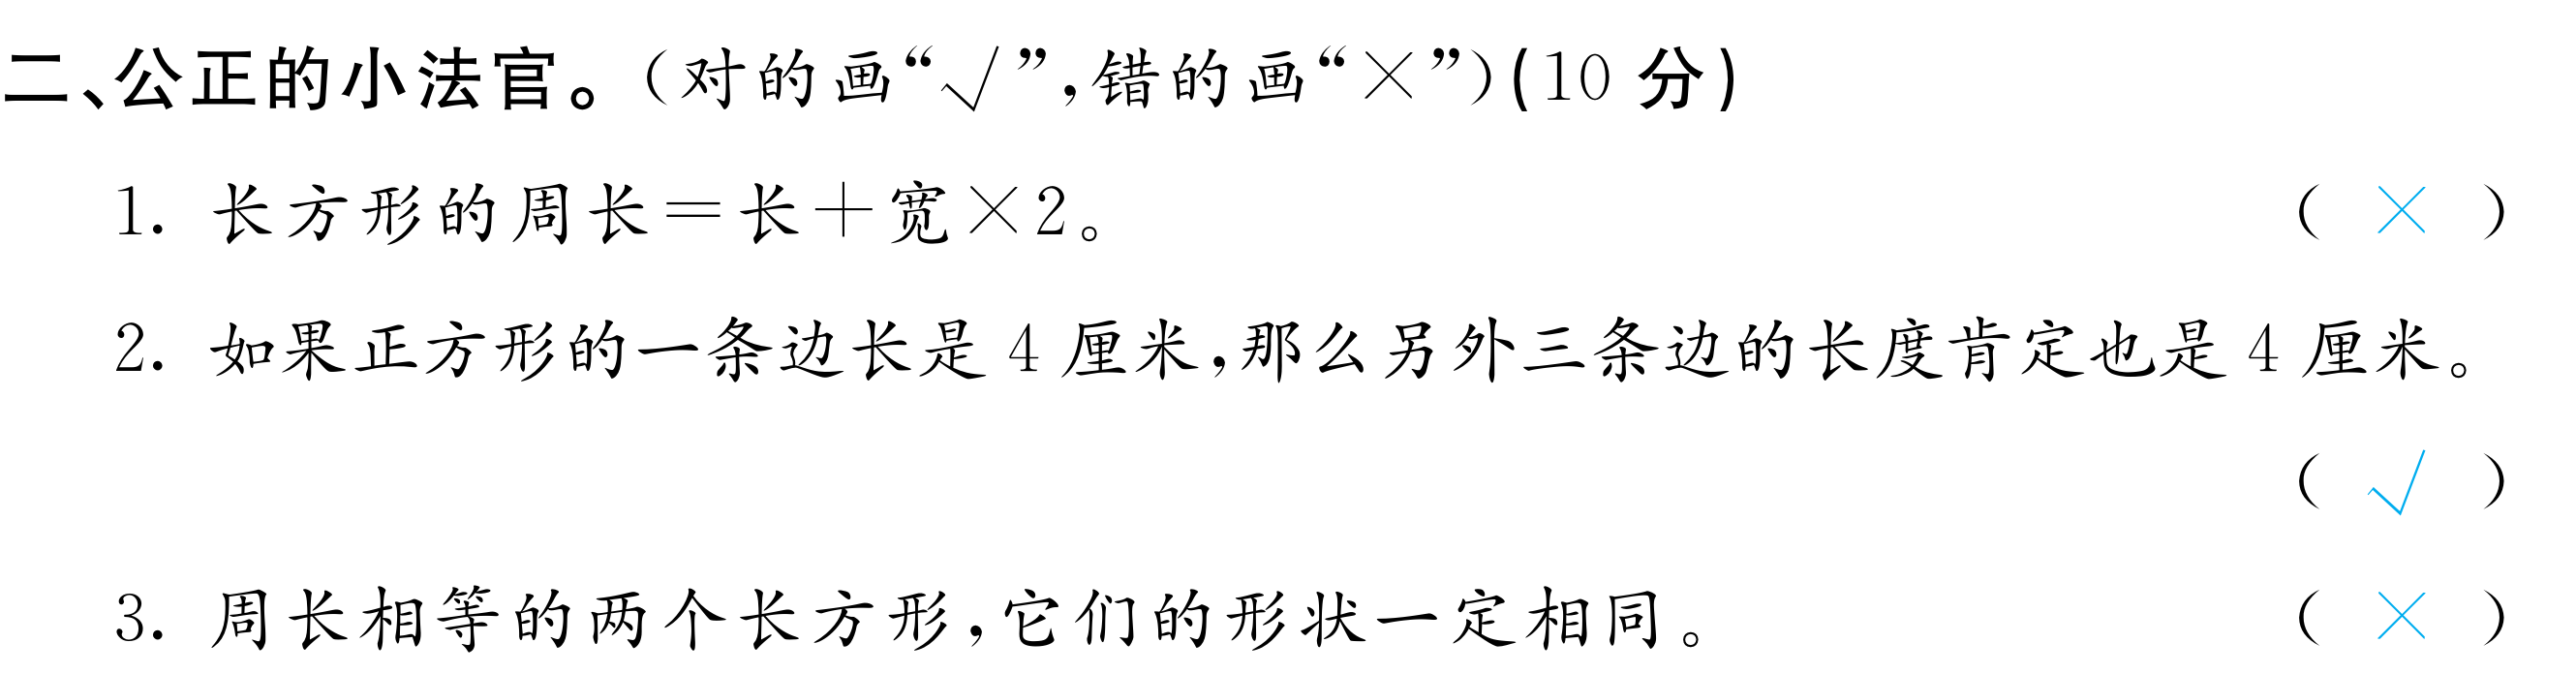 二、公正的小法官。（对的画“√”,错的画“×”)(10 分)
1. 长方形的周长=长+宽×2。 ( × )
2. 如果正方形的一条边长是 4 厘米,那么另外三条边的长度肯定也是 4 厘米。
( √ )
3. 周长相等的两个长方形,它们的形状一定相同。 ( × )